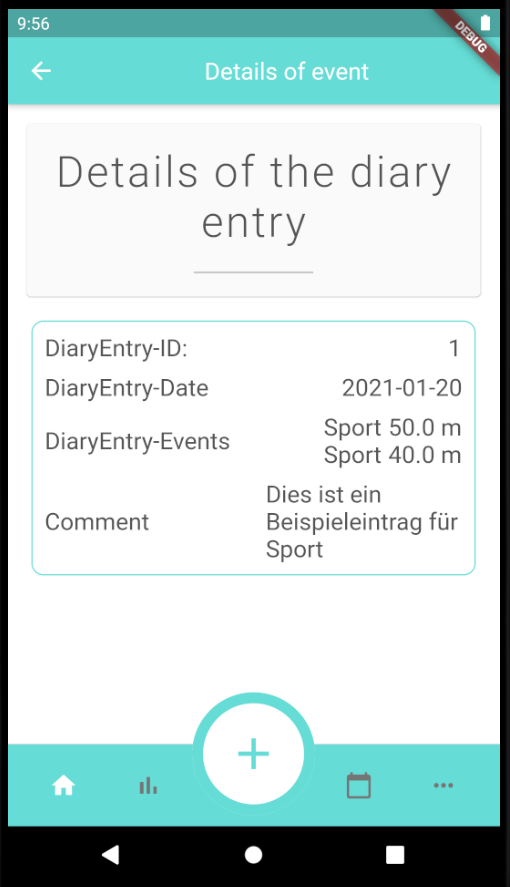 9:56
DEBUG
Details of event
Details of the diary
entry
DiaryEntry-ID: 1
DiaryEntry-Date 2021-01-20
DiaryEntry-Events Sport 50.0 m
Sport 40.0 m
Comment Dies ist ein
Beispieleintrag für
Sport